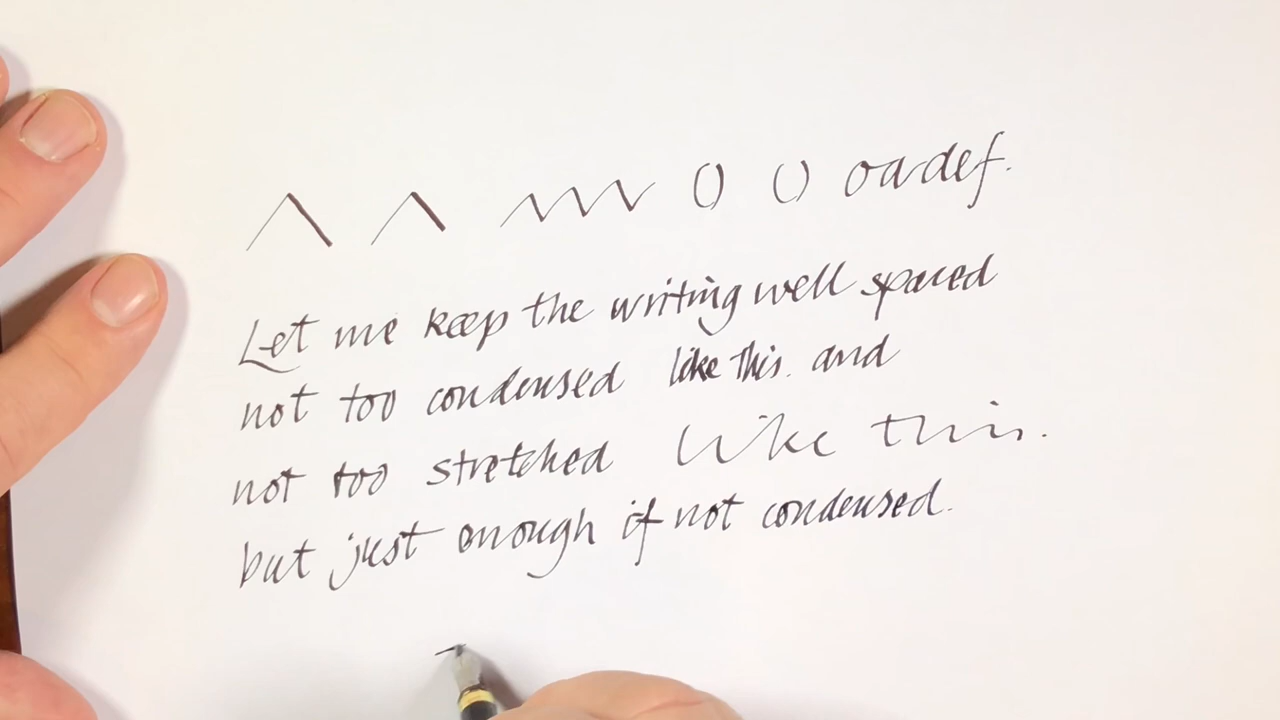 oadef.
Let me keep the writing well spaced
not too condensed like this. and
not too stretched like this.
but just enough if not condensed.